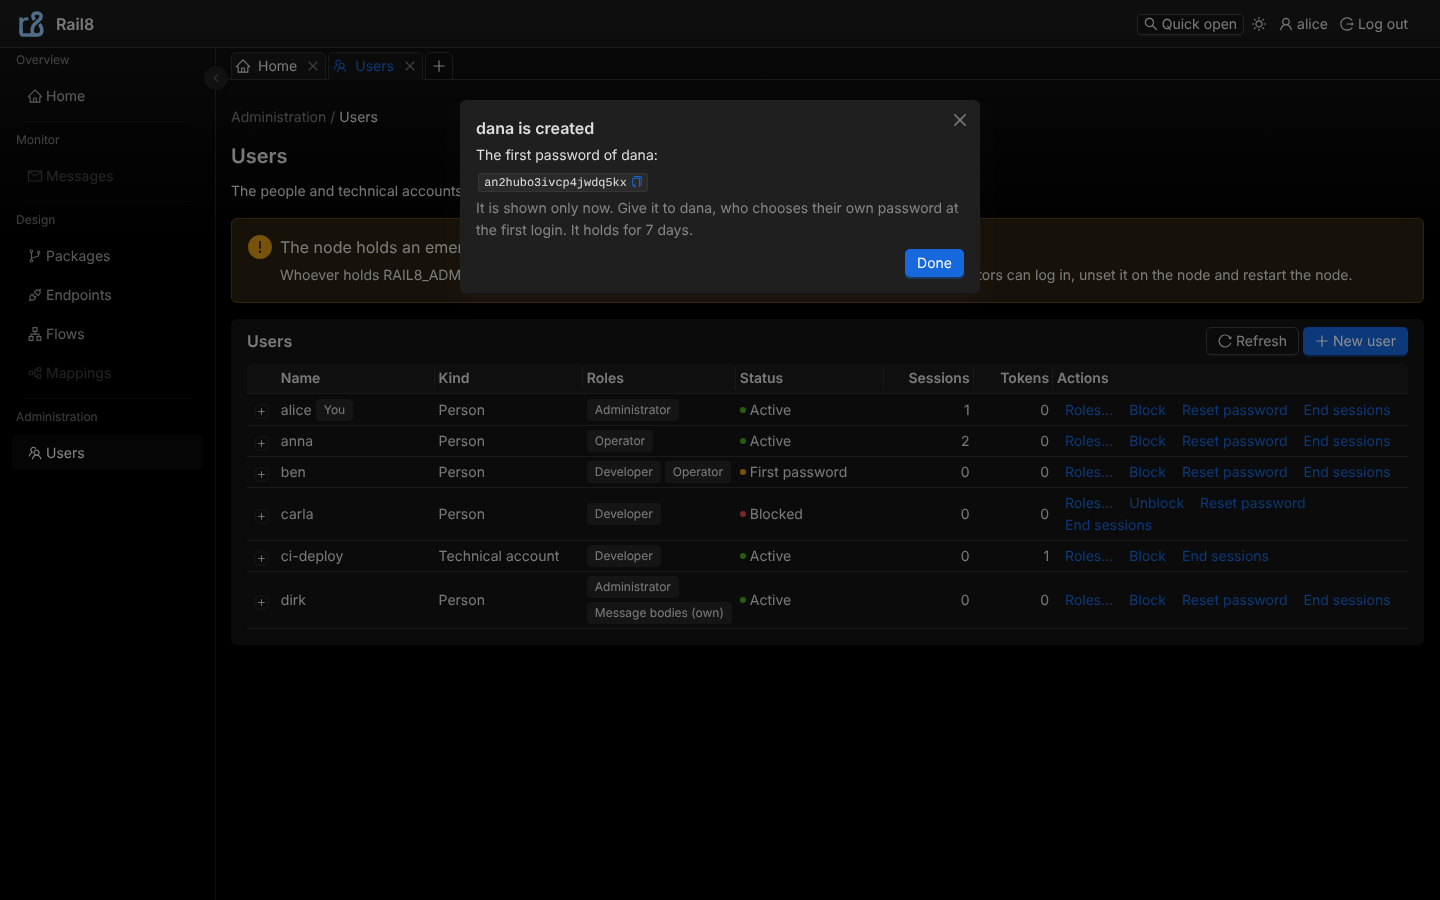 Rail8
Quick open
alice
Log out
Overview
Home
Monitor
Messages
Design
Packages
Endpoints
Flows
Mappings
Administration
Users
Home
Users
Administration / Users
Users
The people and technical accounts
The node holds an emer
Whoever holds RAIL8_ADM
tors can log in, unset it on the node and restart the node.
dana is created
The first password of dana:
an2hubo3ivcp4jwdq5kx
It is shown only now. Give it to dana, who chooses their own password at
the first login. It holds for 7 days.
Done
Users
Refresh
New user
Name Kind Roles Status Sessions Tokens Actions
alice You Person Administrator Active 1 0 Roles... Block Reset password End sessions
anna Person Operator Active 2 0 Roles... Block Reset password End sessions
ben Person Developer Operator First password 0 0 Roles... Block Reset password End sessions
carla Person Developer Blocked 0 0 Roles... Unblock Reset password
End sessions
ci-deploy Technical account Developer Active 0 1 Roles... Block End sessions
dirk Person Administrator Active 0 0 Roles... Block Reset password End sessions
Message bodies (own)